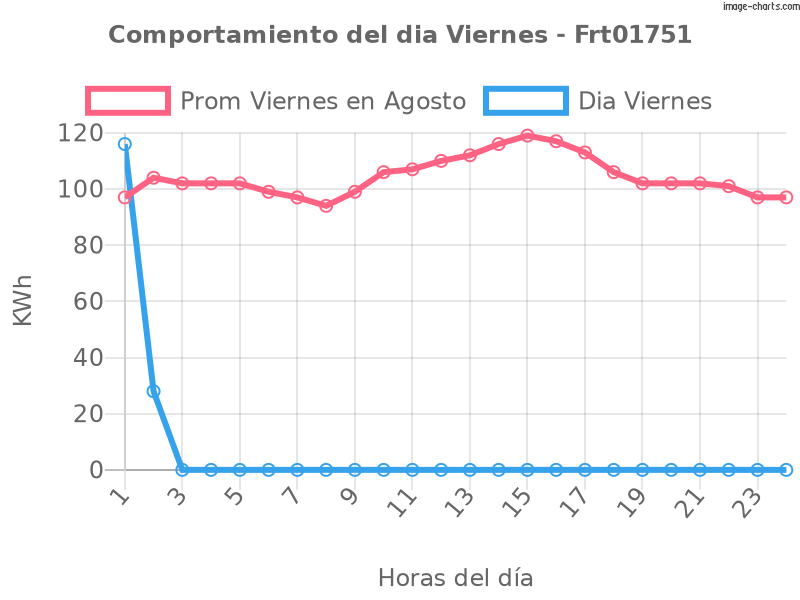 image-charts.com
Comportamiento del dia Viernes - Frt01751
Prom Viernes en Agosto
Dia Viernes
120
100
80
60
40
20
0
KWh
1 3 5 7 9 11 13 15 17 19 21 23
Horas del día